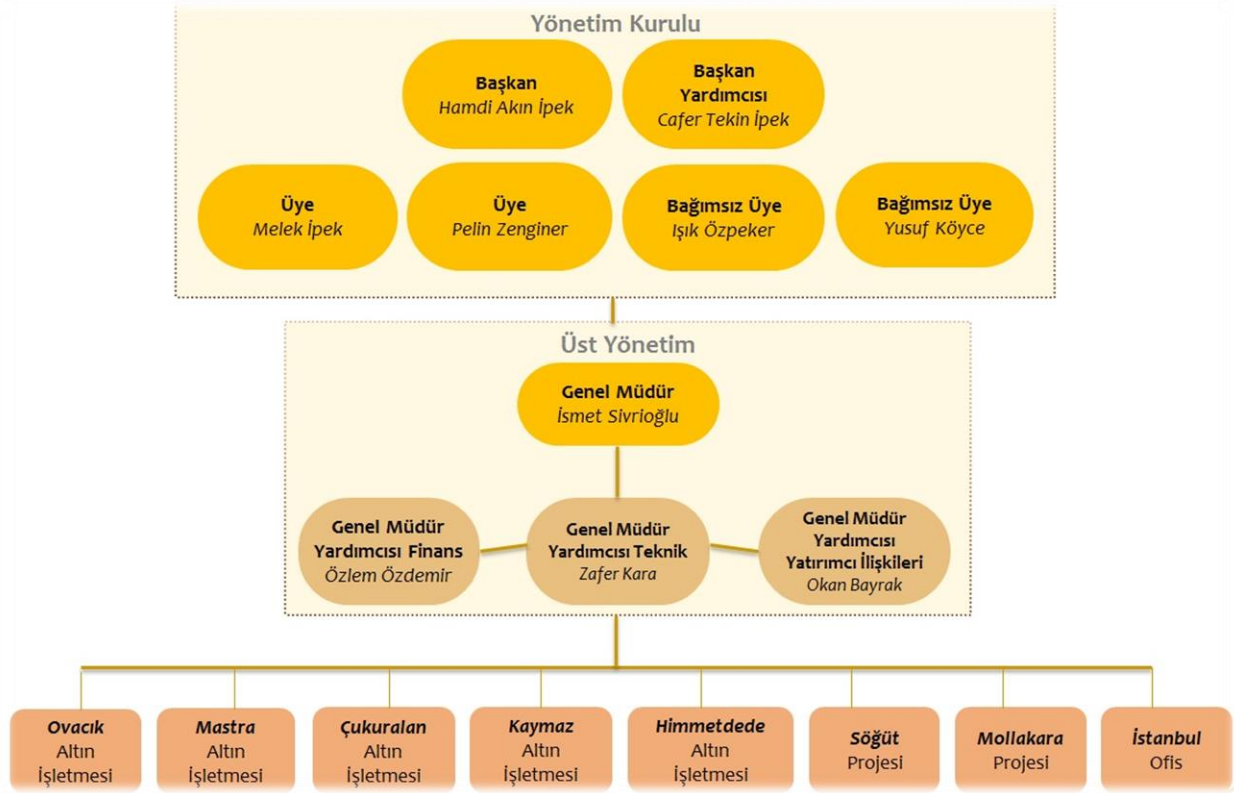 Yönetim Kurulu
Başkan
Hamdi Akın İpek
Başkan
Yardımcısı
Cafer Tekin İpek
Üye
Melek İpek
Üye
Pelin Zenginer
Bağımsız Üye
Işık Özpeker
Bağımsız Üye
Yusuf Köyce
Üst Yönetim
Genel Müdür
İsmet Sivrioğlu
Genel Müdür
Yardımcısı Finans
Özlem Özdemir
Genel Müdür
Yardımcısı Teknik
Zafer Kara
Genel Müdür
Yardımcısı
Yatırımcı İlişkileri
Okan Bayrak
Ovacık
Altın
İşletmesi
Mastra
Altın
İşletmesi
Çukuralan
Altın
İşletmesi
Kaymaz
Altın
İşletmesi
Himmetdede
Altın
İşletmesi
Söğüt
Projesi
Mollakara
Projesi
İstanbul
Ofis